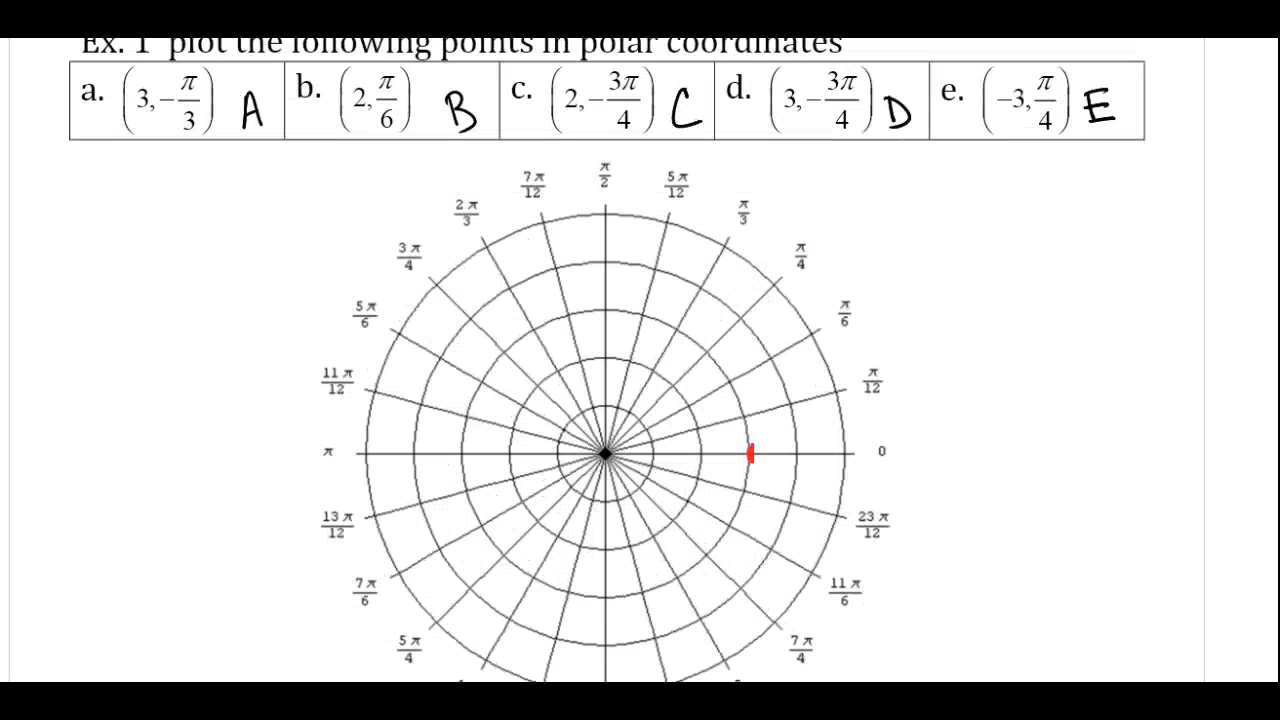 Ex. 1 plot the following points in polar coordinates
a. (3, -π/3) A b. (2, π/6) B c. (2, -3π/4) C d. (3, -3π/4) D e. (-3, π/4) E
π/2
7π/12 5π/12
2π/3 π/3
3π/4 π/4
5π/6 π/6
11π/12 π/12
π 0
13π/12 23π/12
7π/6 11π/6
5π/4 7π/4